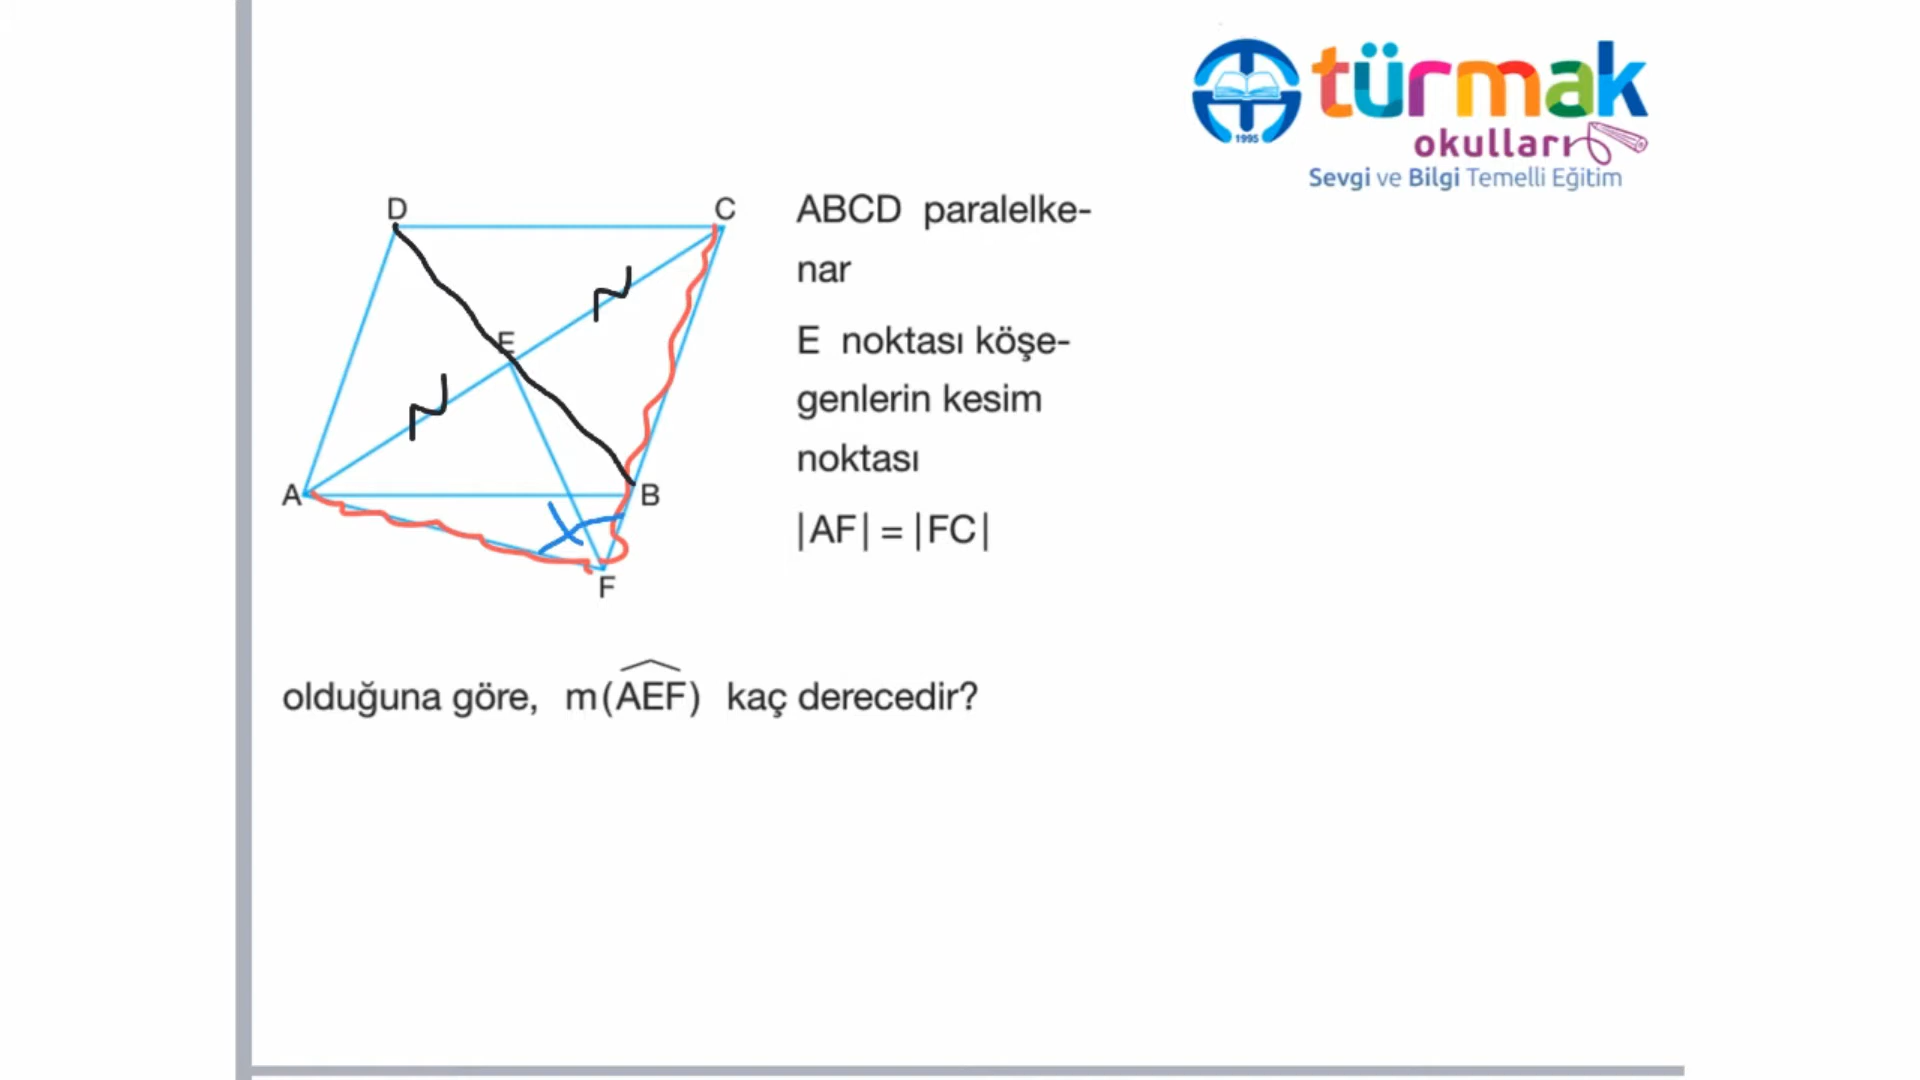 1995
türmak
okulları
Sevgi ve Bilgi Temelli Eğitim
D
C
E
A
B
F
ABCD paralelke-
nar
E noktası köşe-
genlerin kesim
noktası
|AF| = |FC|
olduğuna göre, m(AEF) kaç derecedir?